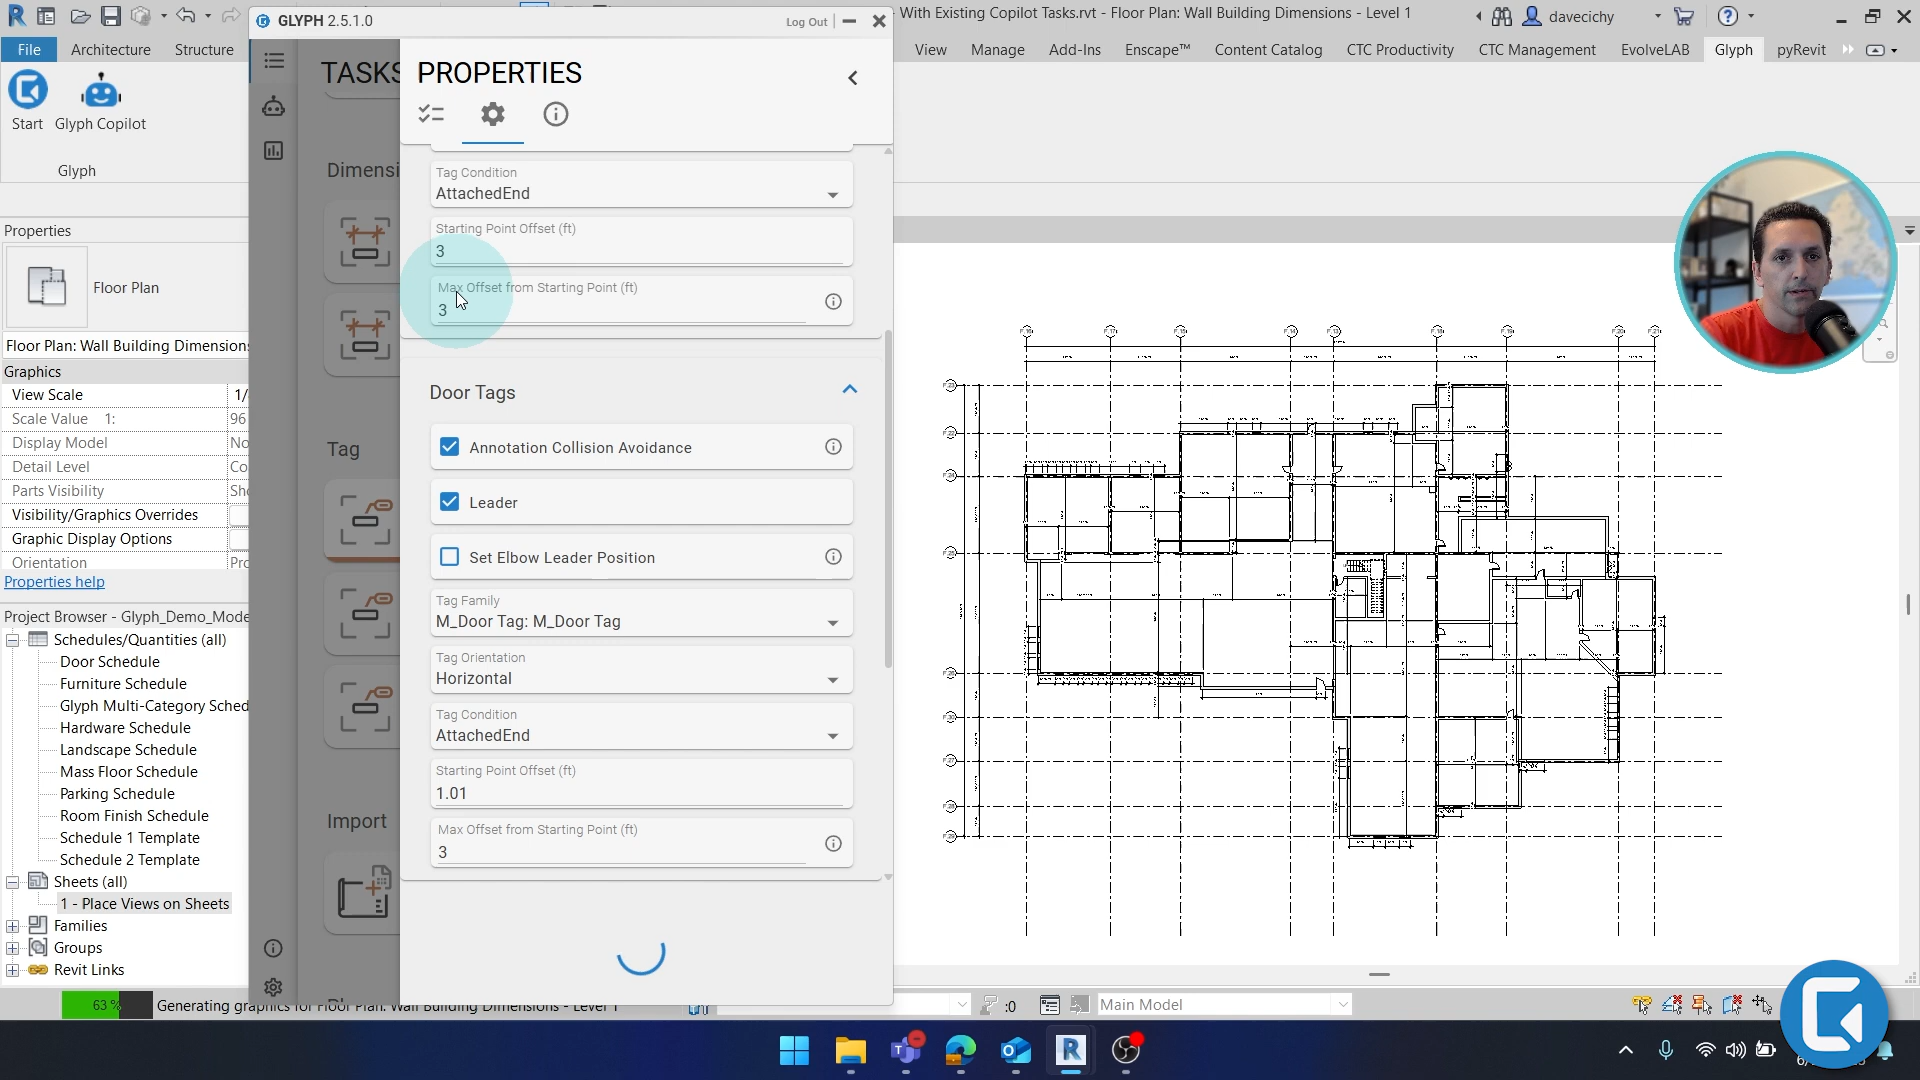 GLYPH 2.5.1.0
Log Out
With Existing Copilot Tasks.rvt - Floor Plan: Wall Building Dimensions - Level 1
davecichy
File
Architecture
Structure
View
Manage
Add-Ins
Enscape™
Content Catalog
CTC Productivity
CTC Management
EvolveLAB
Glyph
pyRevit
Start
Glyph Copilot
Glyph
Properties
Floor Plan
Floor Plan: Wall Building Dimensions
Graphics
View Scale 1/
Scale Value 1: 96
Display Model No
Detail Level Co
Parts Visibility Sho
Visibility/Graphics Overrides
Graphic Display Options
Orientation Pro
Properties help
Project Browser - Glyph_Demo_Mode
Schedules/Quantities (all)
Door Schedule
Furniture Schedule
Glyph Multi-Category Sched
Hardware Schedule
Landscape Schedule
Mass Floor Schedule
Parking Schedule
Room Finish Schedule
Schedule 1 Template
Schedule 2 Template
Sheets (all)
1 - Place Views on Sheets
Families
Groups
Revit Links
TASKS
Dimensi
Tag
Import
PROPERTIES
Tag Condition
AttachedEnd
Starting Point Offset (ft)
3
Max Offset from Starting Point (ft)
3
Door Tags
Annotation Collision Avoidance
Leader
Set Elbow Leader Position
Tag Family
M_Door Tag: M_Door Tag
Tag Orientation
Horizontal
Tag Condition
AttachedEnd
Starting Point Offset (ft)
1.01
Max Offset from Starting Point (ft)
3
63 %
Generating graphics for Floor Plan: Wall Building Dimensions - Level 1
:0
Main Model